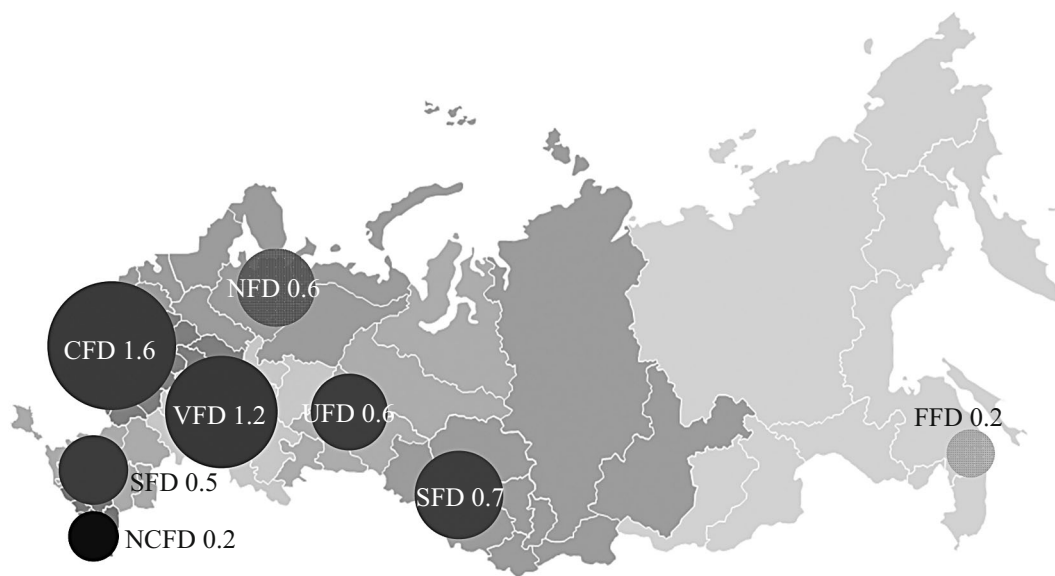 NFD 0.6
CFD 1.6
VFD 1.2
UFD 0.6
FFD 0.2
SFD 0.5
SFD 0.7
NCFD 0.2